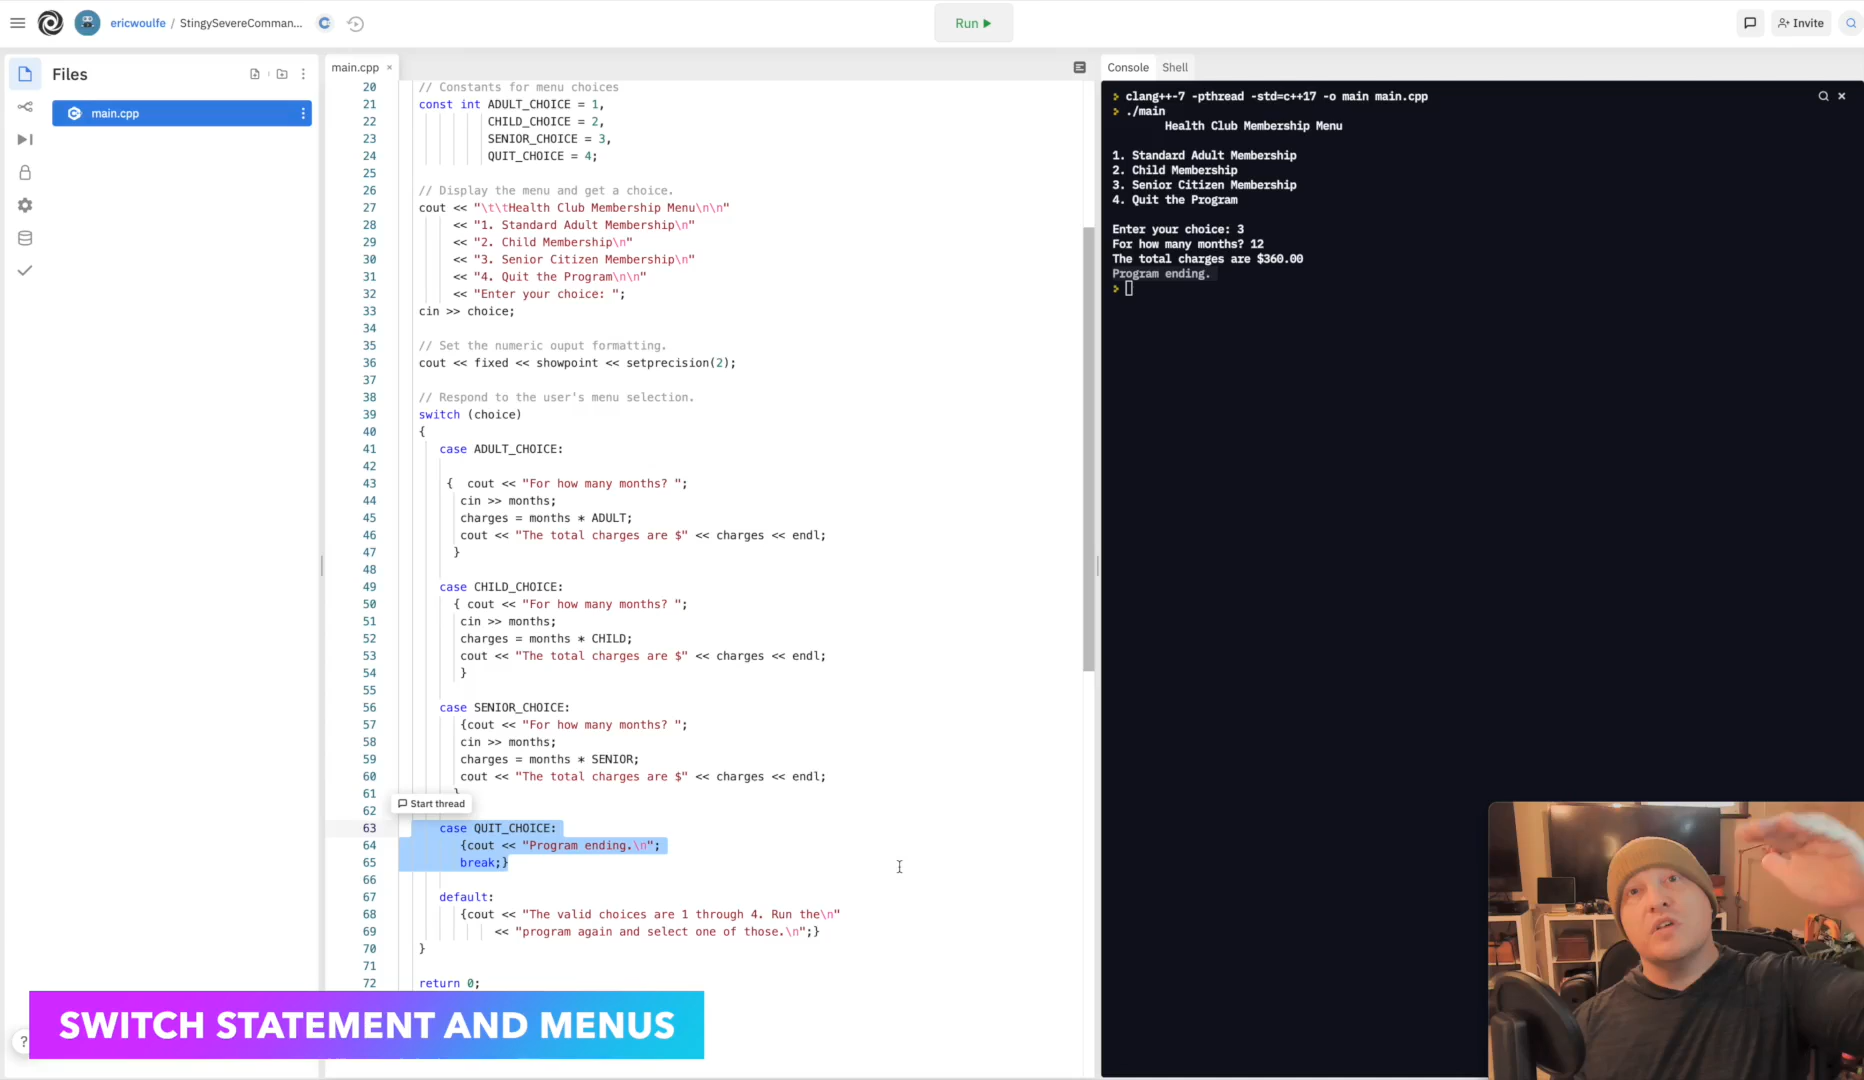 ericwoulfe / StingySevereComman...
Run
Invite
Files
main.cpp
main.cpp ×
20 // Constants for menu choices
21 const int ADULT_CHOICE = 1,
22 CHILD_CHOICE = 2,
23 SENIOR_CHOICE = 3,
24 QUIT_CHOICE = 4;
25
26 // Display the menu and get a choice.
27 cout << "\t\tHealth Club Membership Menu\n\n"
28 << "1. Standard Adult Membership\n"
29 << "2. Child Membership\n"
30 << "3. Senior Citizen Membership\n"
31 << "4. Quit the Program\n\n"
32 << "Enter your choice: ";
33 cin >> choice;
34
35 // Set the numeric ouput formatting.
36 cout << fixed << showpoint << setprecision(2);
37
38 // Respond to the user's menu selection.
39 switch (choice)
40 {
41 case ADULT_CHOICE:
42
43 { cout << "For how many months? ";
44 cin >> months;
45 charges = months * ADULT;
46 cout << "The total charges are $" << charges << endl;
47 }
48
49 case CHILD_CHOICE:
50 { cout << "For how many months? ";
51 cin >> months;
52 charges = months * CHILD;
53 cout << "The total charges are $" << charges << endl;
54 }
55
56 case SENIOR_CHOICE:
57 {cout << "For how many months? ";
58 cin >> months;
59 charges = months * SENIOR;
60 cout << "The total charges are $" << charges << endl;
61 }
62 Start thread
63 case QUIT_CHOICE:
64 {cout << "Program ending.\n";
65 break;}
66
67 default:
68 {cout << "The valid choices are 1 through 4. Run the\n"
69 << "program again and select one of those.\n";}
70 }
71
72 return 0;
Console Shell
> clang++-7 -pthread -std=c++17 -o main main.cpp
> ./main
Health Club Membership Menu
1. Standard Adult Membership
2. Child Membership
3. Senior Citizen Membership
4. Quit the Program
Enter your choice: 3
For how many months? 12
The total charges are $360.00
Program ending.
>
?
SWITCH STATEMENT AND MENUS